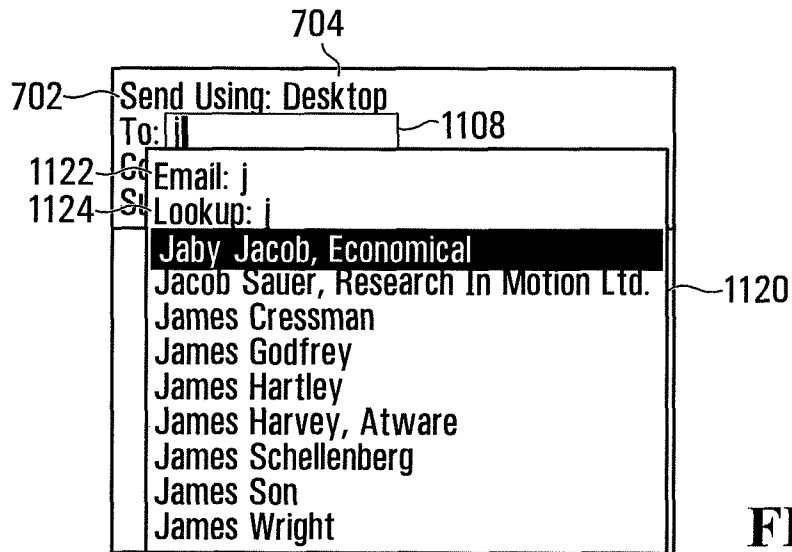 704
702 Send Using: Desktop
To: j 1108
1122 Email: j
1124 Lookup: j
Jaby Jacob, Economical
Jacob Sauer, Research In Motion Ltd.
1120
James Cressman
James Godfrey
James Hartley
James Harvey, Atware
James Schellenberg
James Son
James Wright